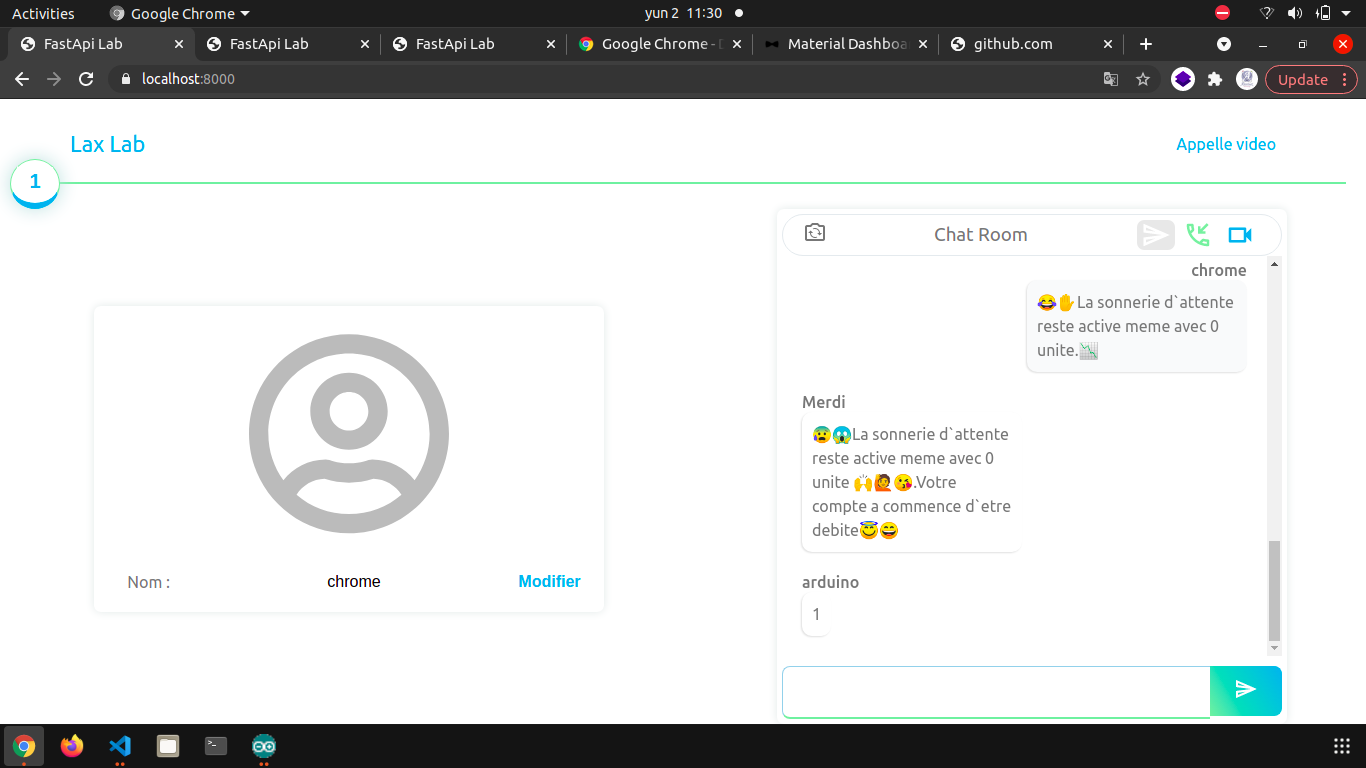 Activities
Google Chrome
yun 2 11:30
FastApi Lab
FastApi Lab
FastApi Lab
Google Chrome - D
Material Dashboa
github.com
localhost:8000
Update
Lax Lab
Appelle video
1
Chat Room
chrome
😂✋La sonnerie d`attente
reste active meme avec 0
unite.📉
Merdi
😰😱La sonnerie d`attente
reste active meme avec 0
unite 🙌🙋😘.Votre
compte a commence d`etre
debite😇😄
arduino
1
Nom :
chrome
Modifier